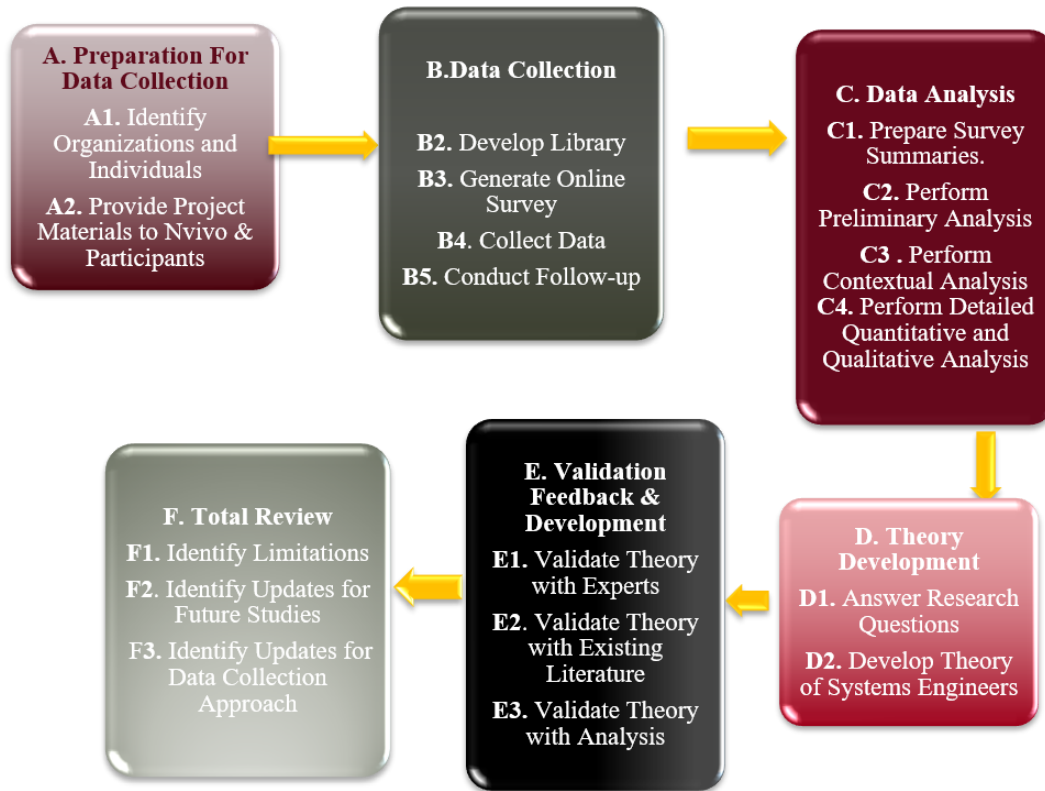 A. Preparation For
Data Collection
A1. Identify
Organizations and
Individuals
A2. Provide Project
Materials to Nvivo &
Participants
B.Data Collection
B2. Develop Library
B3. Generate Online
Survey
B4. Collect Data
B5. Conduct Follow-up
C. Data Analysis
C1. Prepare Survey
Summaries.
C2. Perform
Preliminary Analysis
C3 . Perform
Contextual Analysis
C4. Perform Detailed
Quantitative and
Qualitative Analysis
D. Theory
Development
D1. Answer Research
Questions
D2. Develop Theory
of Systems Engineers
E. Validation
Feedback &
Development
E1. Validate Theory
with Experts
E2. Validate Theory
with Existing
Literature
E3. Validate Theory
with Analysis
F. Total Review
F1. Identify Limitations
F2. Identify Updates for
Future Studies
F3. Identify Updates for
Data Collection
Approach